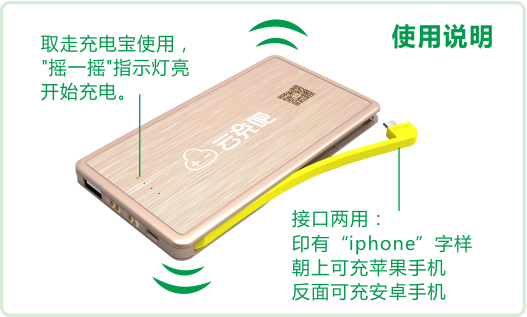 使用说明
取走充电宝使用，
"摇一摇"指示灯亮
开始充电。
云充吧
接口两用：
印有“iphone”字样
朝上可充苹果手机
反面可充安卓手机